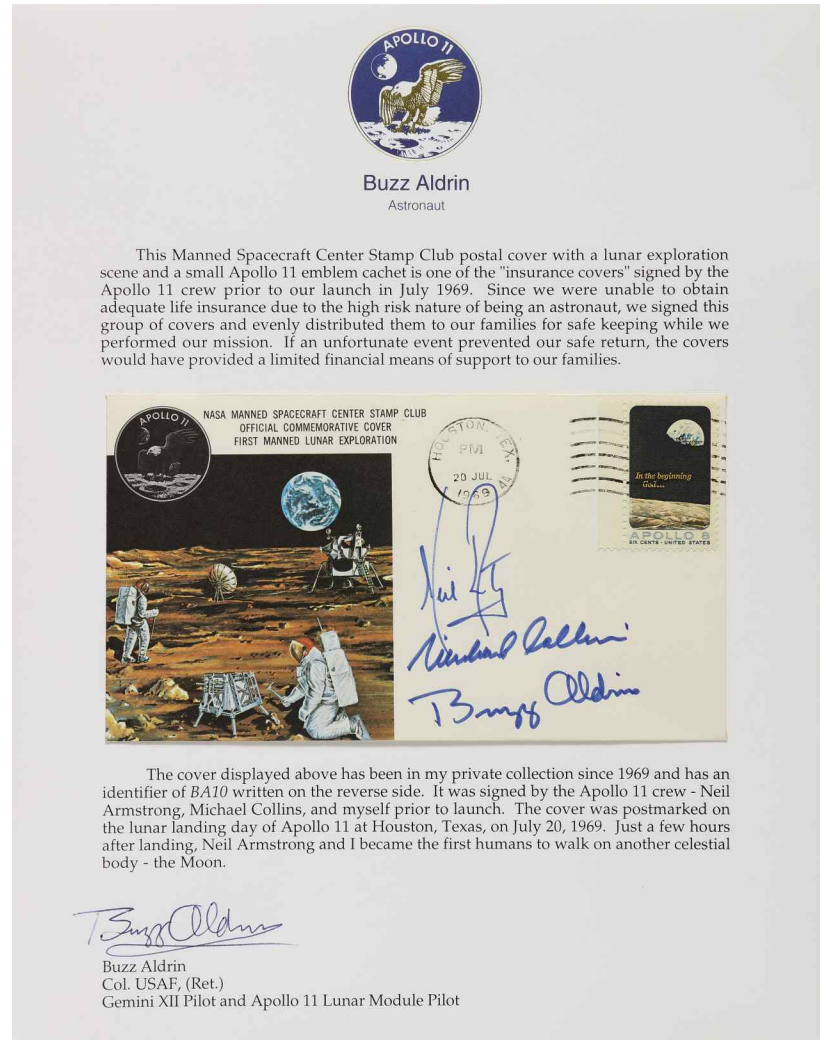 APOLLO 11
Buzz Aldrin
Astronaut
This Manned Spacecraft Center Stamp Club postal cover with a lunar exploration
scene and a small Apollo 11 emblem cachet is one of the "insurance covers" signed by the
Apollo 11 crew prior to our launch in July 1969. Since we were unable to obtain
adequate life insurance due to the high risk nature of being an astronaut, we signed this
group of covers and evenly distributed them to our families for safe keeping while we
performed our mission. If an unfortunate event prevented our safe return, the covers
would have provided a limited financial means of support to our families.
APOLLO 11
NASA MANNED SPACECRAFT CENTER STAMP CLUB
OFFICIAL COMMEMORATIVE COVER
FIRST MANNED LUNAR EXPLORATION
HOUSTON, TEX.
PM
20 JUL
1969
In the beginning
God...
APOLLO 8
SIX CENTS · UNITED STATES
Neil
Michael Collins
Buzz Aldrin
The cover displayed above has been in my private collection since 1969 and has an
identifier of BA10 written on the reverse side. It was signed by the Apollo 11 crew - Neil
Armstrong, Michael Collins, and myself prior to launch. The cover was postmarked on
the lunar landing day of Apollo 11 at Houston, Texas, on July 20, 1969. Just a few hours
after landing, Neil Armstrong and I became the first humans to walk on another celestial
body - the Moon.
Buzz Aldrin
Buzz Aldrin
Col. USAF, (Ret.)
Gemini XII Pilot and Apollo 11 Lunar Module Pilot